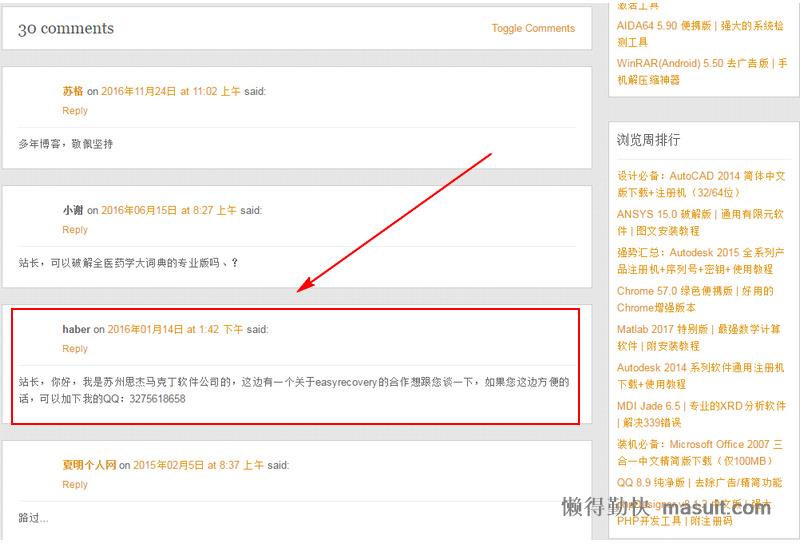 30 comments
Toggle Comments
苏格 on 2016年11月24日 at 11:02 上午 said:
Reply
多年博客，敬佩坚持
小谢 on 2016年06月15日 at 8:27 上午 said:
Reply
站长，可以破解全医药学大词典的专业版吗、？
haber on 2016年01月14日 at 1:42 下午 said:
Reply
站长，你好，我是苏州思杰马克丁软件公司的，这边有一个关于easyrecovery的合作想跟您谈一下，如果您这边方便的
话，可以加下我的QQ：3275618658
夏明个人网 on 2015年02月5日 at 8:37 上午 said:
Reply
路过...
激活工具
AIDA64 5.90 便携版 | 强大的系统检
测工具
WinRAR(Android) 5.50 去广告版 | 手
机解压缩神器
浏览周排行
设计必备：AutoCAD 2014 简体中文
版下载+注册机（32/64位）
ANSYS 15.0 破解版 | 通用有限元软
件 | 图文安装教程
强势汇总：Autodesk 2015 全系列产
品注册机+序列号+密钥+使用教程
Chrome 57.0 绿色便携版 | 好用的
Chrome增强版本
Matlab 2017 特别版 | 最强数学计算
软件 | 附安装教程
Autodesk 2014 系列软件通用注册机
下载+使用教程
MDI Jade 6.5 | 专业的XRD分析软件
| 解决339错误
装机必备：Microsoft Office 2007 三
合一中文精简版下载（仅100MB）
QQ 8.9 纯净版 | 去除广告/精简功能
PHP开发工具 | 附注册码
懒得勤快 masuit.com